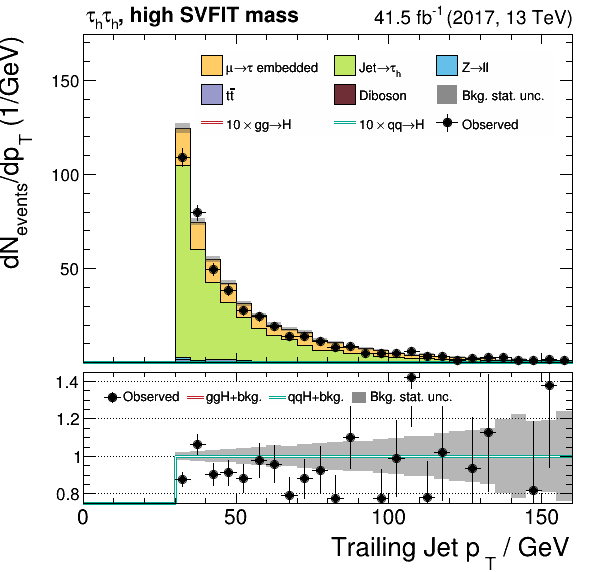 τhτh, high SVFIT mass 41.5 fb-1 (2017, 13 TeV)
dNevents/dpT (1/GeV)
150
100
50
μ→τ embedded Jet→τh Z→ll
tt̅ Diboson Bkg. stat. unc.
10 × gg→H 10 × qq→H Observed
1.4
1.2
1
0.8
Observed ggH+bkg. qqH+bkg. Bkg. stat. unc.
0 50 100 150
Trailing Jet pT / GeV